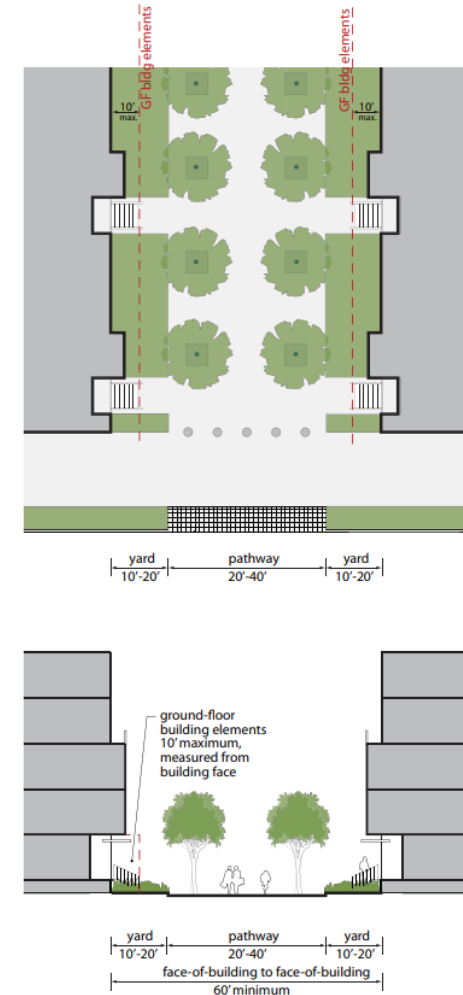 GF bldg elements
GF bldg elements
10'
max.
10'
max.
yard
pathway
yard
10'-20'
20'-40'
10'-20'
ground-floor
building elements
10' maximum,
measured from
building face
yard
pathway
yard
10'-20'
20'-40'
10'-20'
face-of-building to face-of-building
60' minimum